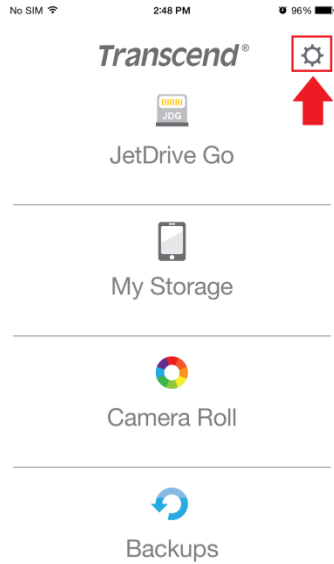 No SIM 2:48 PM 96%
Transcend®
JDG
JetDrive Go
My Storage
Camera Roll
Backups